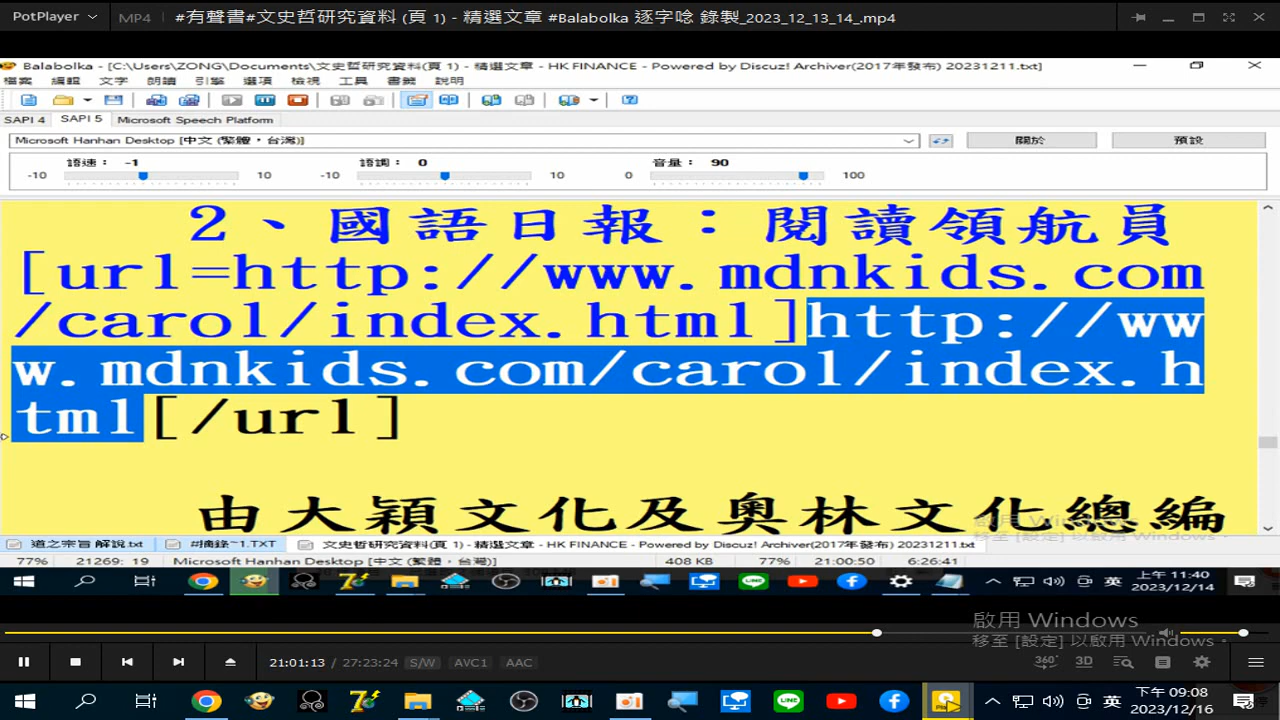 PotPlayer MP4 #有聲書#文史哲研究資料 (頁 1) - 精選文章 #Balabolka 逐字唸 錄製_2023_12_13_14_.mp4
Balabolka - [C:\Users\ZONG\Documents\文史哲研究資料(頁 1) - 精選文章 - HK FINANCE - Powered by Discuz! Archiver(2017年發布) 20231211.txt]
檔案 編輯 文字 朗讀 引擎 選項 檢視 工具 書籤 說明
SAPI 4 SAPI 5 Microsoft Speech Platform
Microsoft Hanhan Desktop [中文 (繁體，台灣)] 關於 預設
語速： -1 語調： 0 音量： 90
-10 10 -10 10 0 100
2、國語日報：閱讀領航員
[url=http://www.mdnkids.com
/carol/index.html]http://ww
w.mdnkids.com/carol/index.h
tml[/url]
由大穎文化及奧林文化總編
啟用 Windows
移至 [設定] 以啟用 Windows。
道之宗旨 解說.txt #摘錄~1.TXT 文史哲研究資料(頁 1) - 精選文章 - HK FINANCE - Powered by Discuz! Archiver(2017年發布) 20231211.txt
77% 21269: 19 Microsoft Hanhan Desktop [中文 (繁體，台灣)] 408 KB 77% 21:00:50 6:26:41
英 上午 11:40
2023/12/14
啟用 Windows
移至 [設定] 以啟用 Windows。
21:01:13 / 27:23:24 S/W AVC1 AAC 360° 3D
英 下午 09:08
2023/12/16